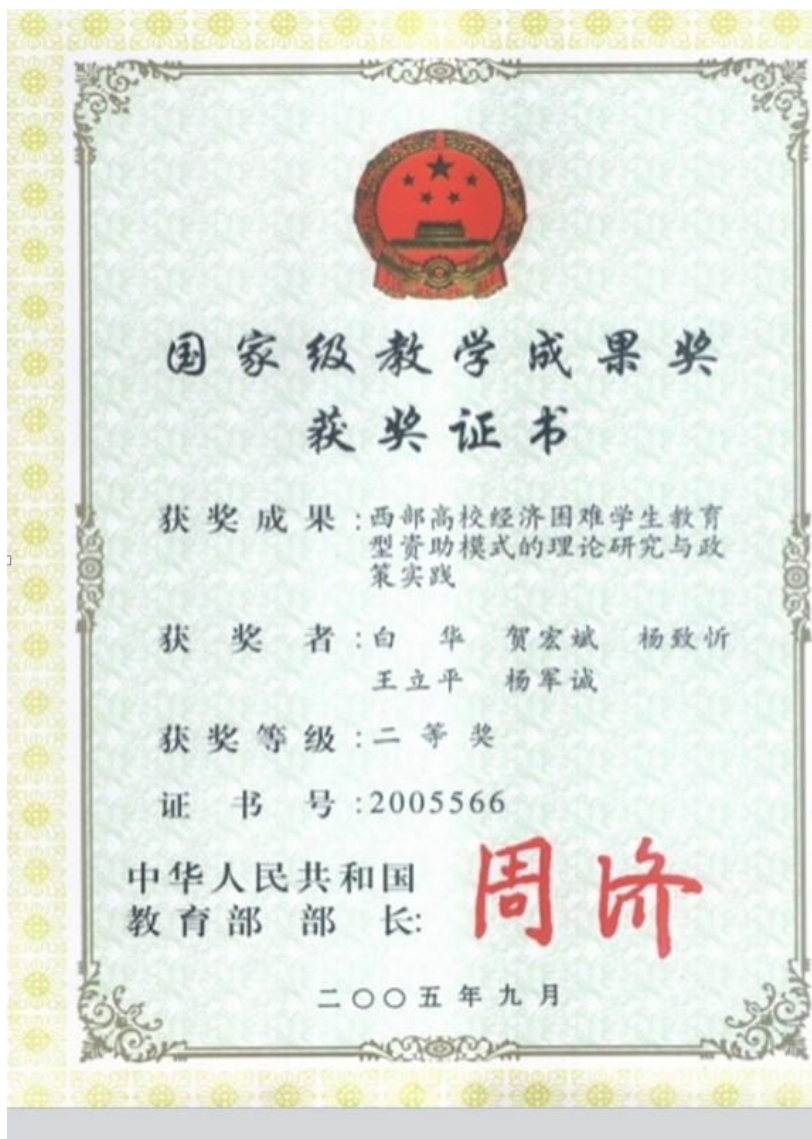 国家级教学成果奖
获奖证书
获奖成果:西部高校经济困难学生教育
型资助模式的理论研究与政
策实践
获奖者:白 华 贺宏斌 杨致忻
王立平 杨军诚
获奖等级:二等奖
证书号:2005566
中华人民共和国
教育部部长:
周济
二〇〇五年九月